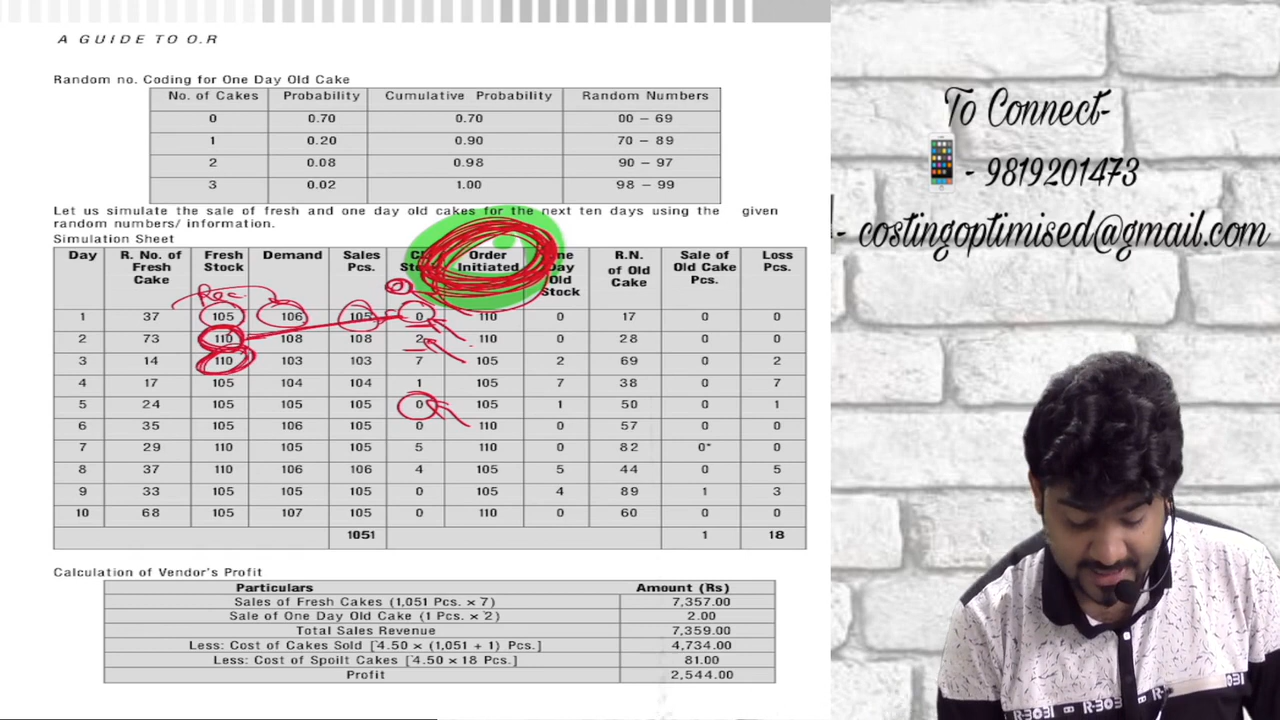 A GUIDE TO O.R
Random no. Coding for One Day Old Cake
No. of Cakes Probability Cumulative Probability Random Numbers
0 0.70 0.70 00 – 69
1 0.20 0.90 70 – 89
2 0.08 0.98 90 – 97
3 0.02 1.00 98 – 99
Let us simulate the sale of fresh and one day old cakes for the next ten days using the given
random numbers/ information.
Simulation Sheet
Day R. No. of Fresh Cake Fresh Stock Demand Sales Pcs. Order Initiated Day Old Stock R.N. of Old Cake Sale of Old Cake Pcs. Loss Pcs.
Rec.
1 37 105 106 105 0 110 0 17 0 0
2 73 110 108 108 2 110 0 28 0 0
3 14 110 103 103 7 105 2 69 0 2
4 17 105 104 104 1 105 7 38 0 7
5 24 105 105 105 0 105 1 50 0 1
6 35 105 106 105 0 110 0 57 0 0
7 29 110 105 105 5 110 0 82 0* 0
8 37 110 106 106 4 105 5 44 0 5
9 33 105 105 105 0 105 4 89 1 3
10 68 105 107 105 0 110 0 60 0 0
1051 1 18
Calculation of Vendor's Profit
Particulars Amount (Rs)
Sales of Fresh Cakes (1,051 Pcs. × 7) 7,357.00
Sale of One Day Old Cake (1 Pcs. × 2) 2.00
Total Sales Revenue 7,359.00
Less: Cost of Cakes Sold [4.50 × (1,051 + 1) Pcs.] 4,734.00
Less: Cost of Spoilt Cakes [4.50 × 18 Pcs.] 81.00
Profit 2,544.00
To Connect-
- 9819201473
- costingoptimised@gmail.com
R-303